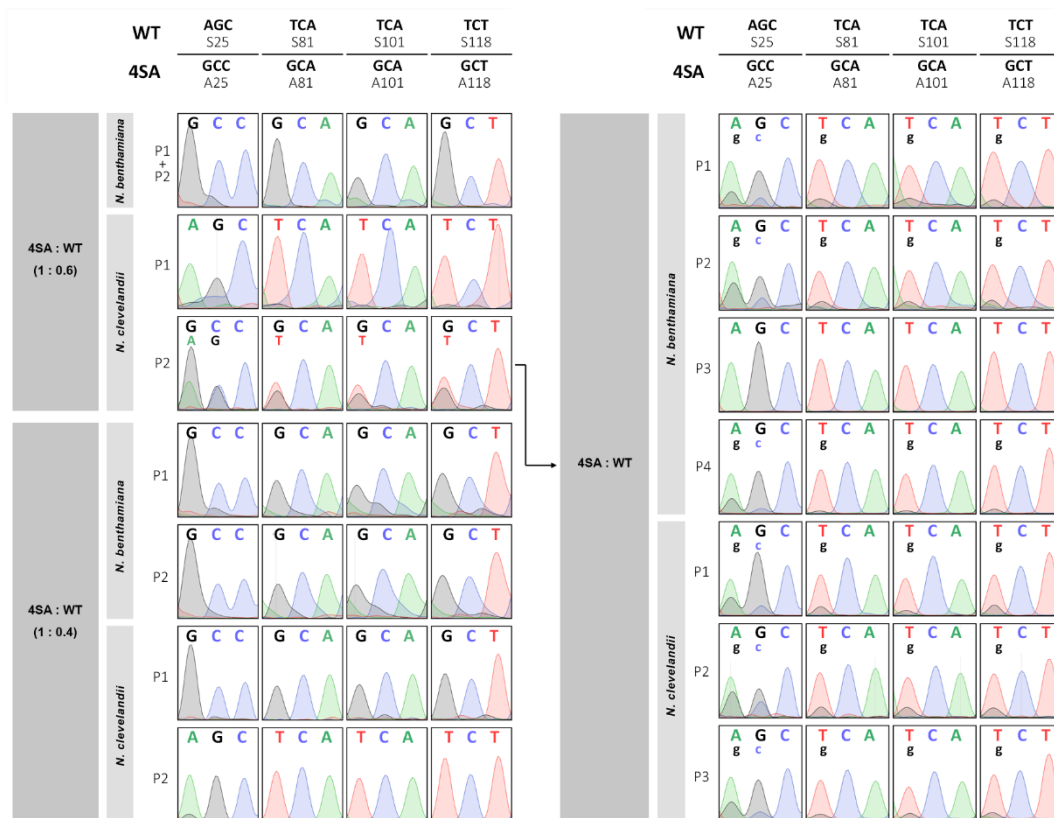 WT AGC TCA TCA TCT
S25 S81 S101 S118
4SA GCC GCA GCA GCT
A25 A81 A101 A118
4SA : WT
(1 : 0.6)
N. benthamiana
P1
+
P2
G C C G C A G C A G C T
N. clevelandii
P1
A G C T C A T C A T C T
P2
G C C G C A G C A G C T
A G T T T
4SA : WT
(1 : 0.4)
N. benthamiana
P1
G C C G C A G C A G C T
P2
G C C G C A G C A G C T
N. clevelandii
P1
G C C G C A G C A G C T
P2
A G C T C A T C A T C T
WT AGC TCA TCA TCT
S25 S81 S101 S118
4SA GCC GCA GCA GCT
A25 A81 A101 A118
4SA : WT
N. benthamiana
P1
A G C T C A T C A T C T
g c g g g
P2
A G C T C A T C A T C T
g c g g g
P3
A G C T C A T C A T C T
P4
A G C T C A T C A T C T
g c g g g
N. clevelandii
P1
A G C T C A T C A T C T
g c g g g
P2
A G C T C A T C A T C T
g c g g g
P3
A G C T C A T C A T C T
g c g g g